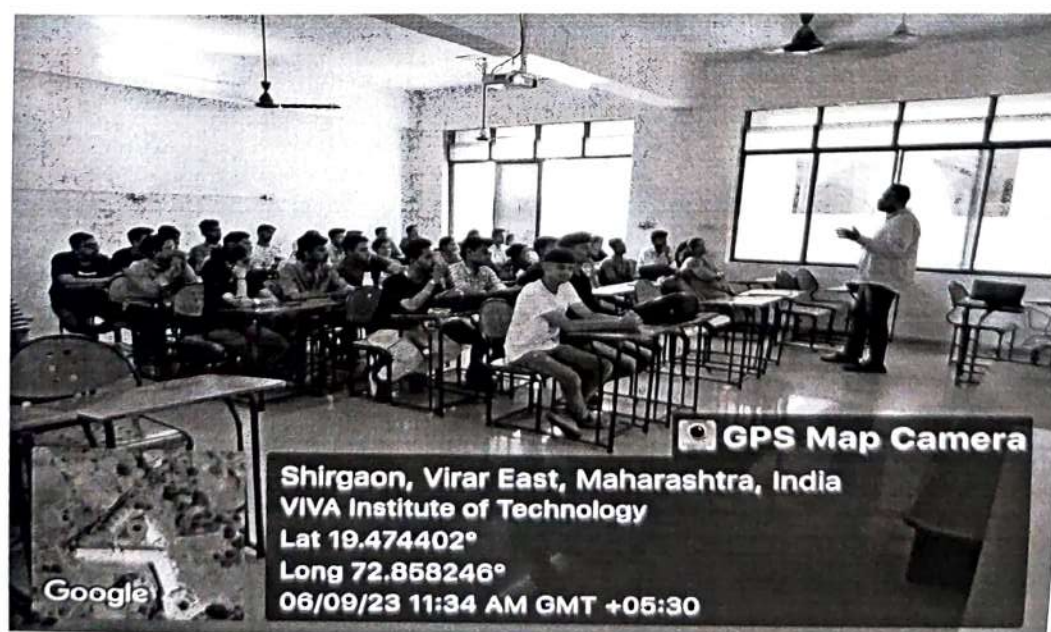 GPS Map Camera
Shirgaon, Virar East, Maharashtra, India
VIVA Institute of Technology
Lat 19.474402°
Long 72.858246°
06/09/23 11:34 AM GMT +05:30
Google